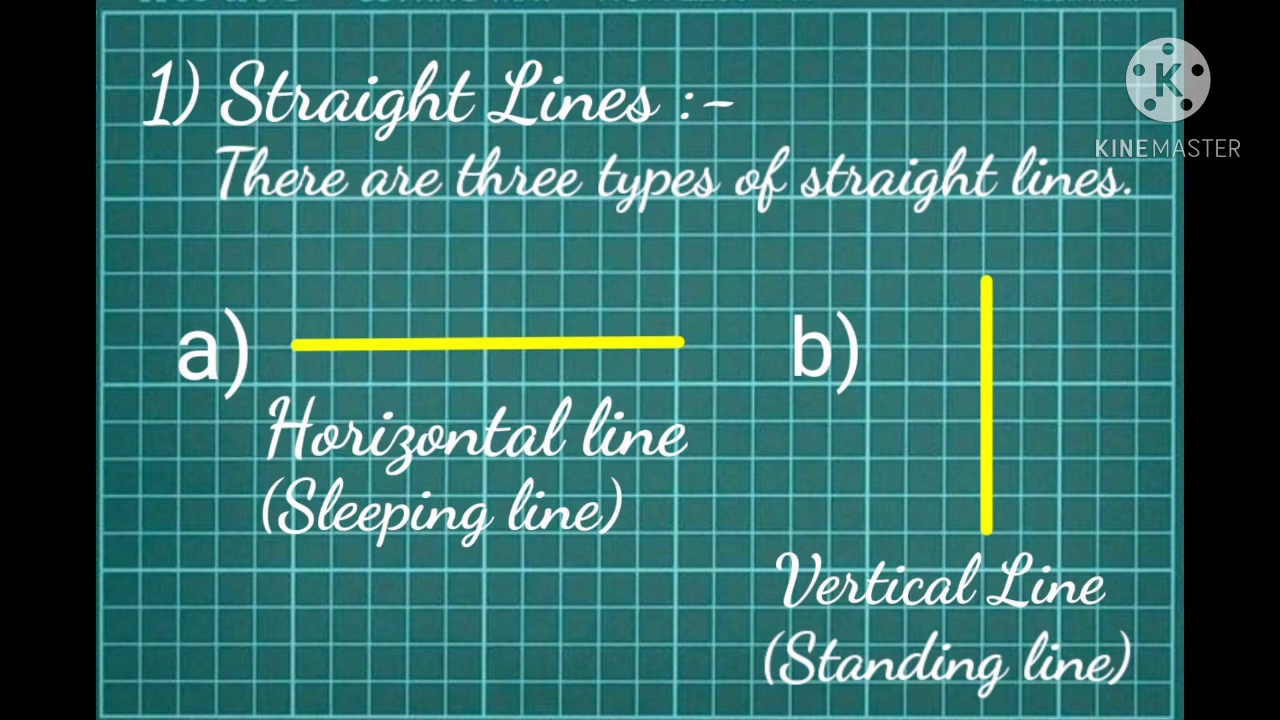 1) Straight Lines :-
There are three types of straight lines.
K
KINEMASTER
a)
b)
Horizontal line
(Sleeping line)
Vertical Line
(Standing line)